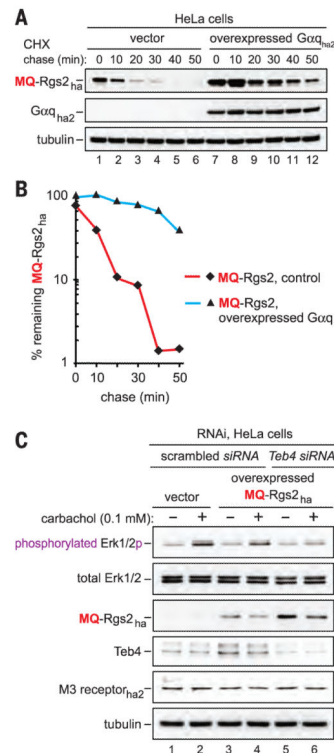 A
HeLa cells
CHX vector overexpressed Gαqha2
chase (min): 0 10 20 30 40 50 0 10 20 30 40 50
MQ-Rgs2ha
Gαqha2
tubulin
1 2 3 4 5 6 7 8 9 10 11 12
B
% remaining MQ-Rgs2ha
100
10
1
0 10 20 30 40 50
chase (min)
MQ-Rgs2, control
MQ-Rgs2,
overexpressed Gαq
C
RNAi, HeLa cells
scrambled siRNA Teb4 siRNA
overexpressed
vector MQ-Rgs2ha
carbachol (0.1 mM) – + – + – +
phosphorylated Erk1/2p
total Erk1/2
MQ-Rgs2ha
Teb4
M3 receptorha2
tubulin
1 2 3 4 5 6